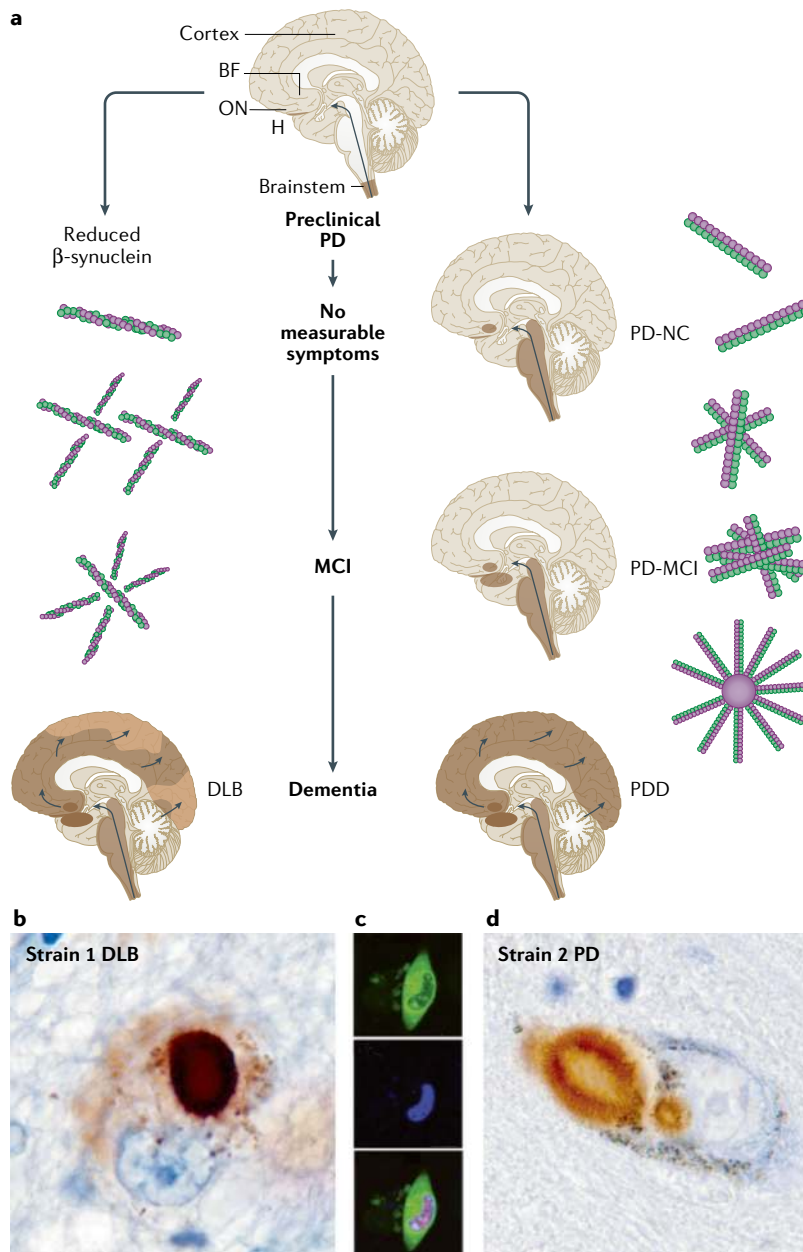 a
Cortex
BF
ON
H
Brainstem
Reduced
β-synuclein
Preclinical
PD
No
measurable
symptoms
PD-NC
MCI
PD-MCI
DLB
Dementia
PDD
b
Strain 1 DLB
c
d
Strain 2 PD